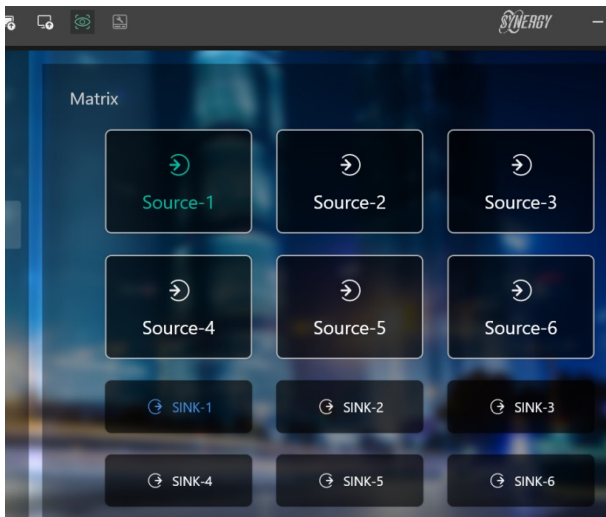 SYNERGY
Matrix
Source-1
Source-2
Source-3
Source-4
Source-5
Source-6
SINK-1
SINK-2
SINK-3
SINK-4
SINK-5
SINK-6